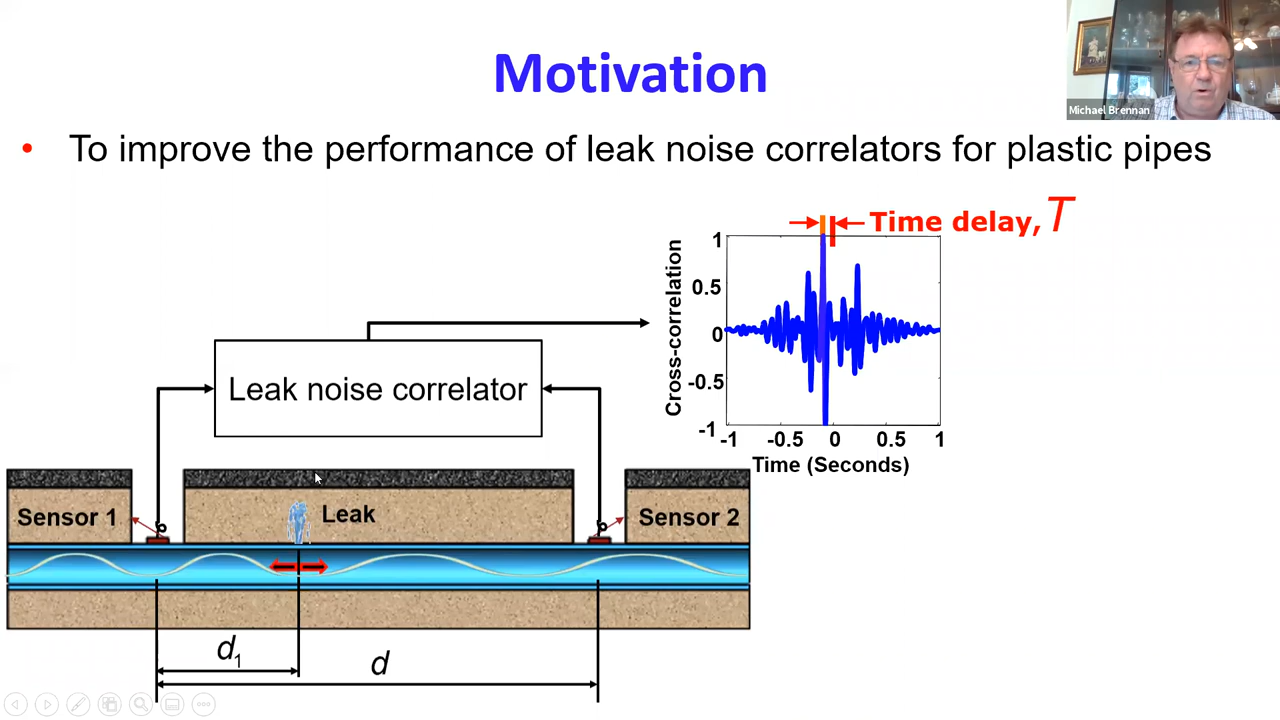 Motivation
Michael Brennan
• To improve the performance of leak noise correlators for plastic pipes
Time delay, T
Cross-correlation
1
0.5
0
-0.5
-1
-1 -0.5 0 0.5 1
Time (Seconds)
Leak noise correlator
Sensor 1
Leak
Sensor 2
d1
d